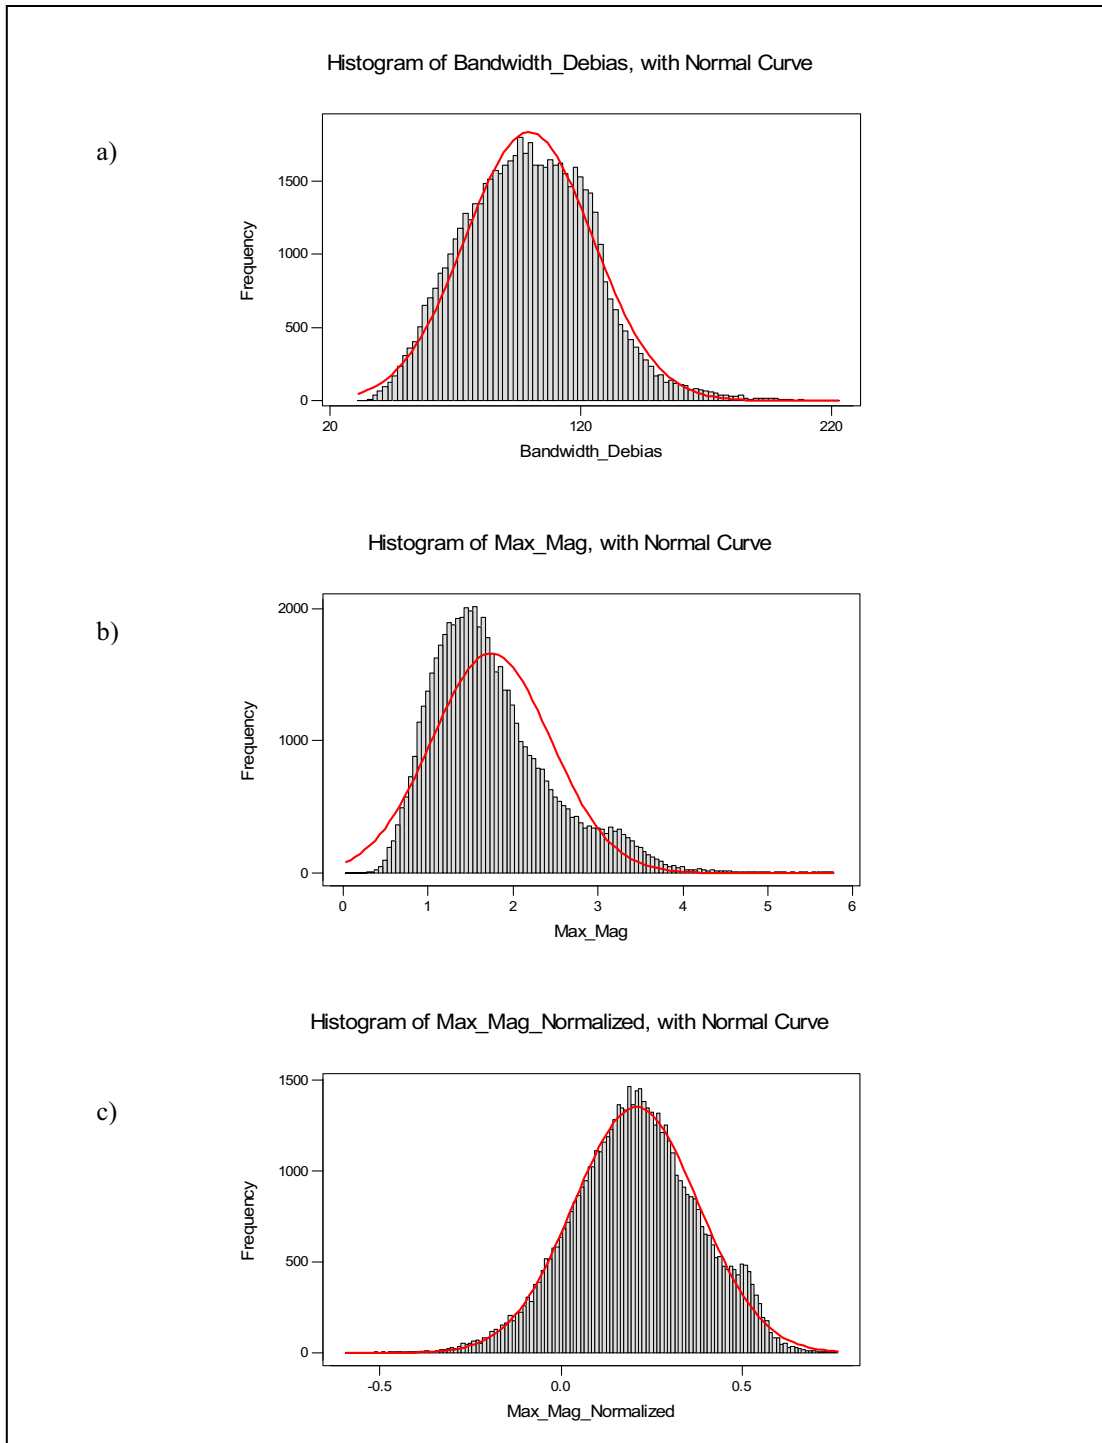 Histogram of Bandwidth_Debias, with Normal Curve
a)
1500
1000
500
0
Frequency
20 120 220
Bandwidth_Debias
Histogram of Max_Mag, with Normal Curve
b)
2000
1000
0
Frequency
0 1 2 3 4 5 6
Max_Mag
Histogram of Max_Mag_Normalized, with Normal Curve
c)
1500
1000
500
0
Frequency
-0.5 0.0 0.5
Max_Mag_Normalized